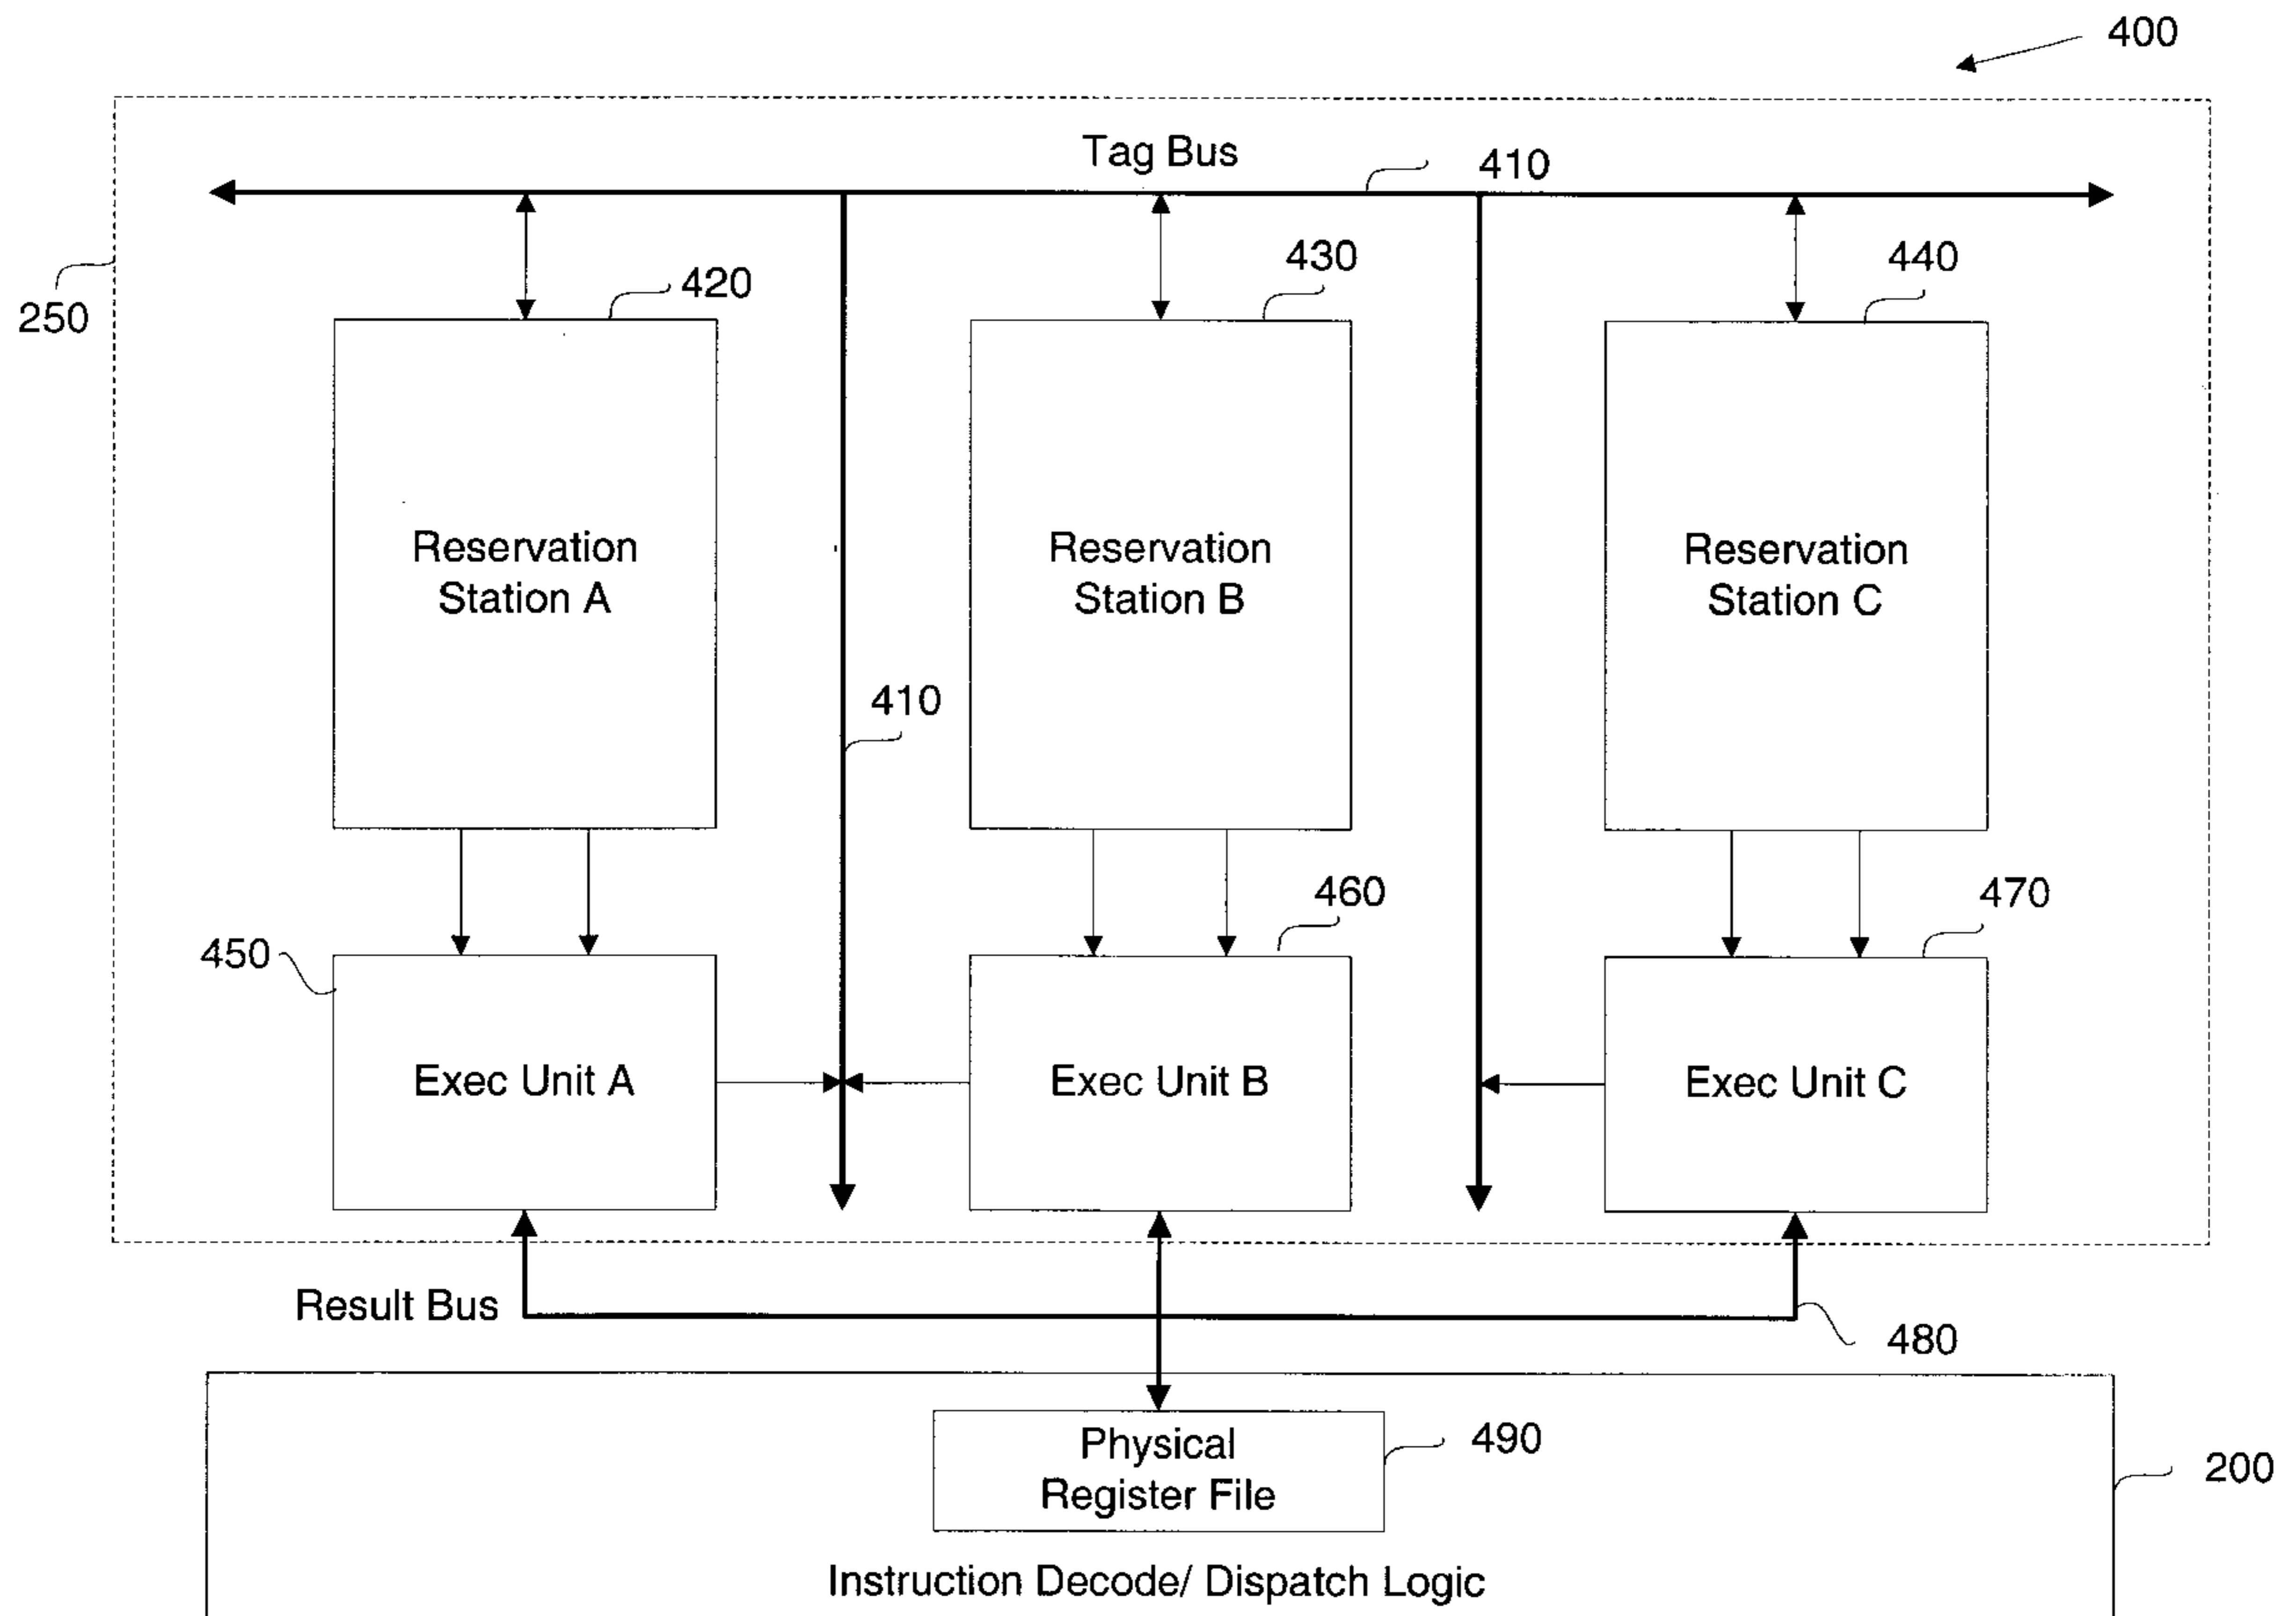 400
Tag Bus
410
250
420
430
440
Reservation
Station A
Reservation
Station B
Reservation
Station C
410
450
460
470
Exec Unit A
Exec Unit B
Exec Unit C
Result Bus
480
Physical
Register File
490
200
Instruction Decode/ Dispatch Logic